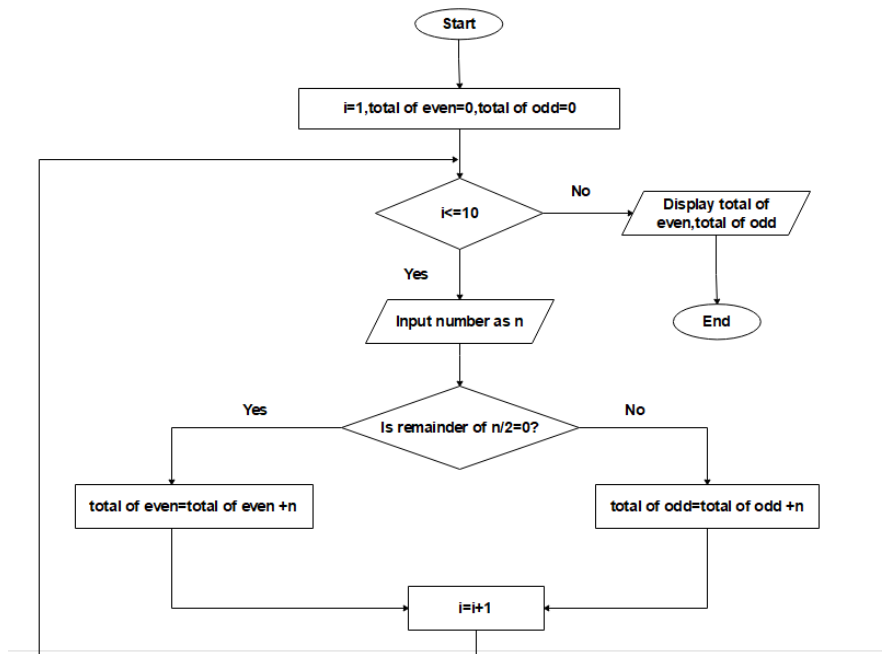 Start
i=1,total of even=0,total of odd=0
i<=10
No
Display total of
even,total of odd
Yes
Input number as n
End
Is remainder of n/2=0?
Yes
No
total of even=total of even +n
total of odd=total of odd +n
i=i+1